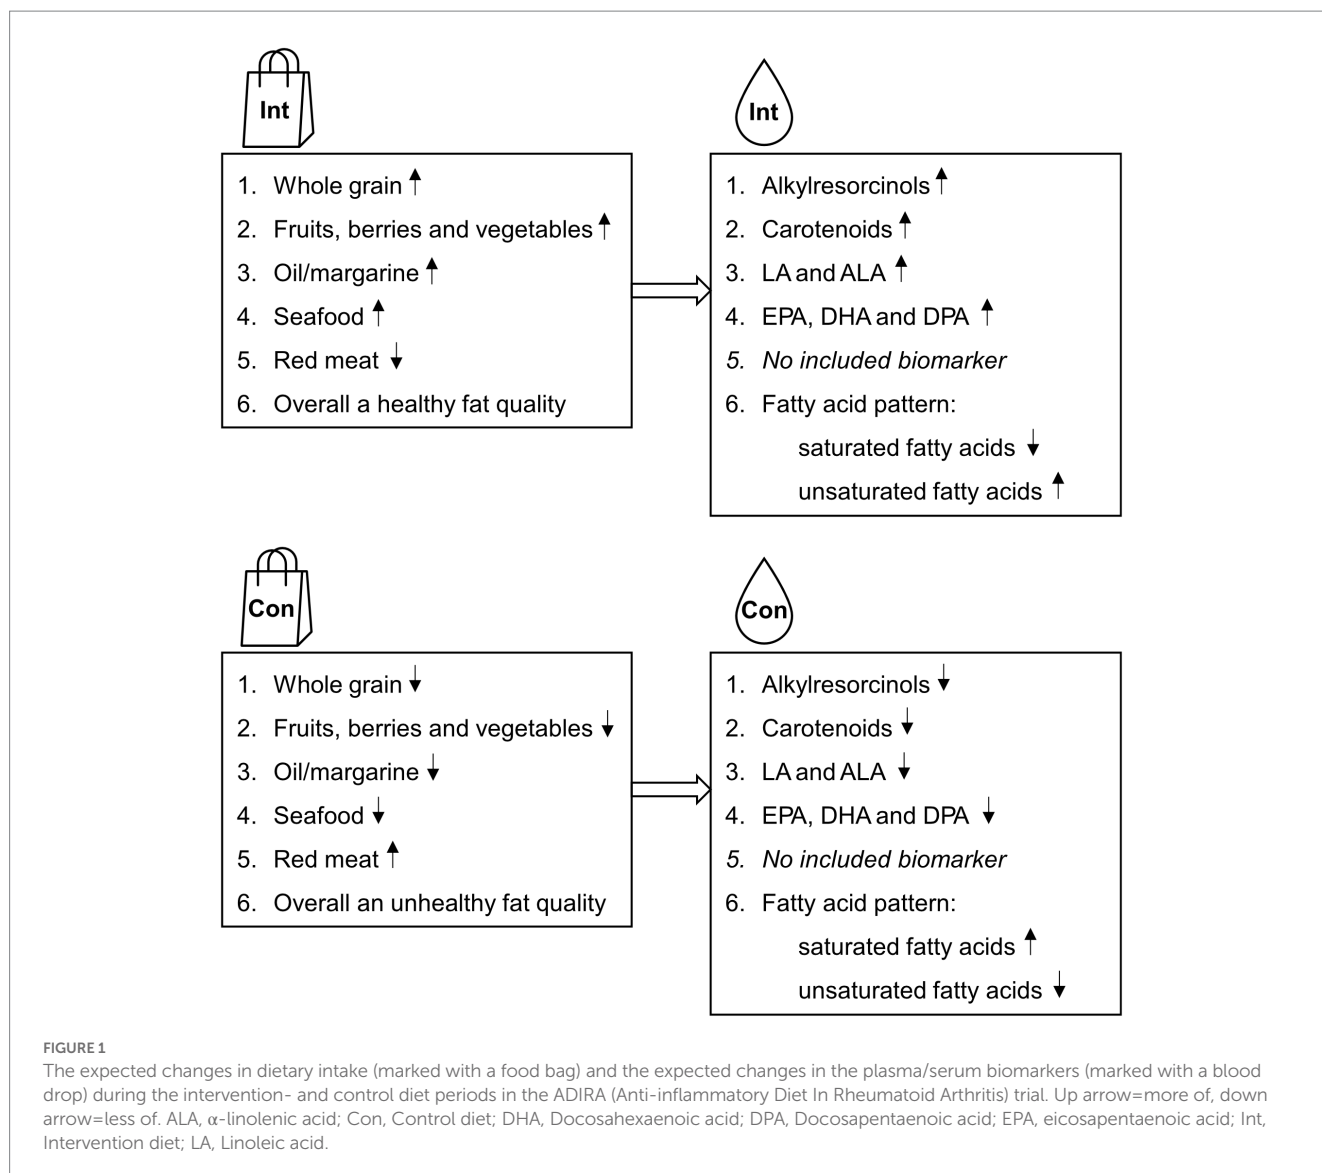 Int
Int
1. Whole grain ↑
2. Fruits, berries and vegetables ↑
3. Oil/margarine ↑
4. Seafood ↑
5. Red meat ↓
6. Overall a healthy fat quality
1. Alkylresorcinols ↑
2. Carotenoids ↑
3. LA and ALA ↑
4. EPA, DHA and DPA ↑
5. No included biomarker
6. Fatty acid pattern:
saturated fatty acids ↓
unsaturated fatty acids ↑
Con
Con
1. Whole grain ↓
2. Fruits, berries and vegetables ↓
3. Oil/margarine ↓
4. Seafood ↓
5. Red meat ↑
6. Overall an unhealthy fat quality
1. Alkylresorcinols ↓
2. Carotenoids ↓
3. LA and ALA ↓
4. EPA, DHA and DPA ↓
5. No included biomarker
6. Fatty acid pattern:
saturated fatty acids ↑
unsaturated fatty acids ↓
FIGURE 1
The expected changes in dietary intake (marked with a food bag) and the expected changes in the plasma/serum biomarkers (marked with a blood
drop) during the intervention- and control diet periods in the ADIRA (Anti-inflammatory Diet In Rheumatoid Arthritis) trial. Up arrow=more of, down
arrow=less of. ALA, α-linolenic acid; Con, Control diet; DHA, Docosahexaenoic acid; DPA, Docosapentaenoic acid; EPA, eicosapentaenoic acid; Int,
Intervention diet; LA, Linoleic acid.